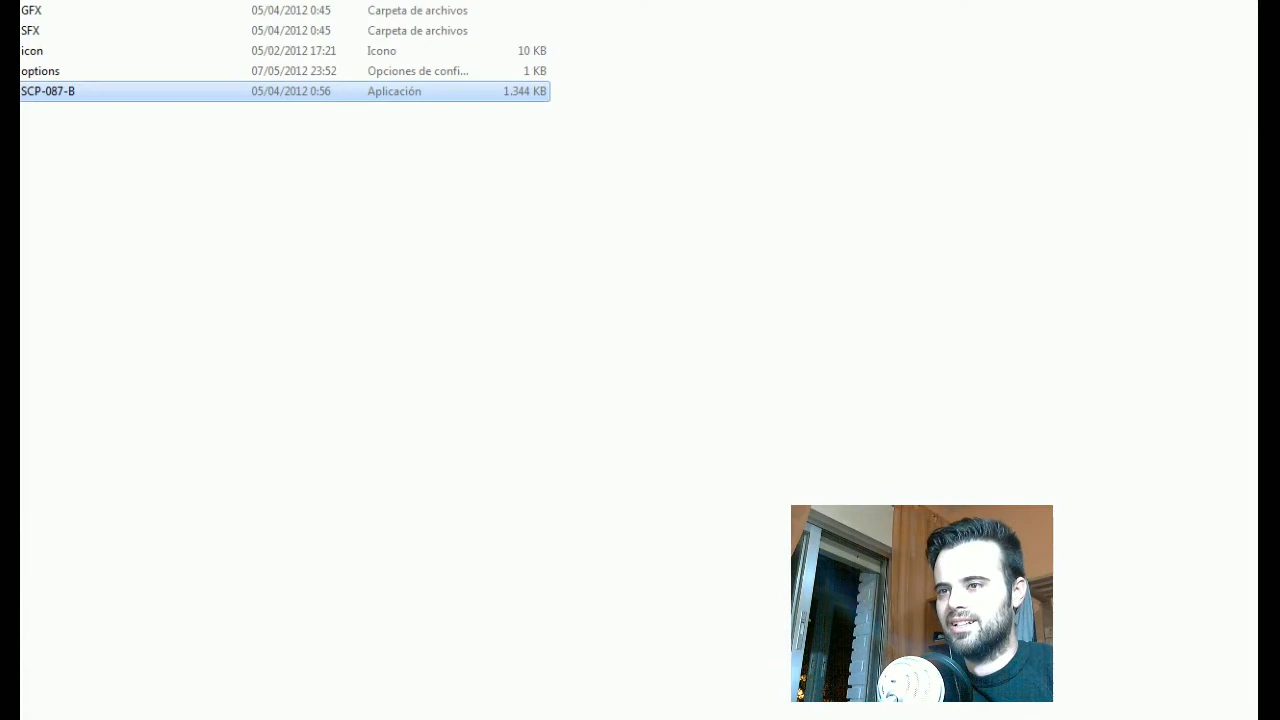 GFX 05/04/2012 0:45 Carpeta de archivos
SFX 05/04/2012 0:45 Carpeta de archivos
icon 05/02/2012 17:21 Icono 10 KB
options 07/05/2012 23:52 Opciones de confi... 1 KB
SCP-087-B 05/04/2012 0:56 Aplicación 1.344 KB